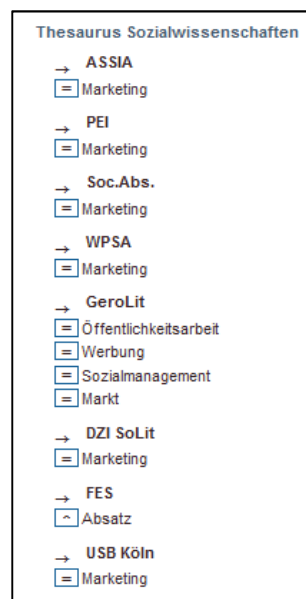 Thesaurus Sozialwissenschaften
→ ASSIA
= Marketing
→ PEI
= Marketing
→ Soc.Abs.
= Marketing
→ WPSA
= Marketing
→ GeroLit
= Öffentlichkeitsarbeit
= Werbung
= Sozialmanagement
= Markt
→ DZI SoLit
= Marketing
→ FES
^ Absatz
→ USB Köln
= Marketing